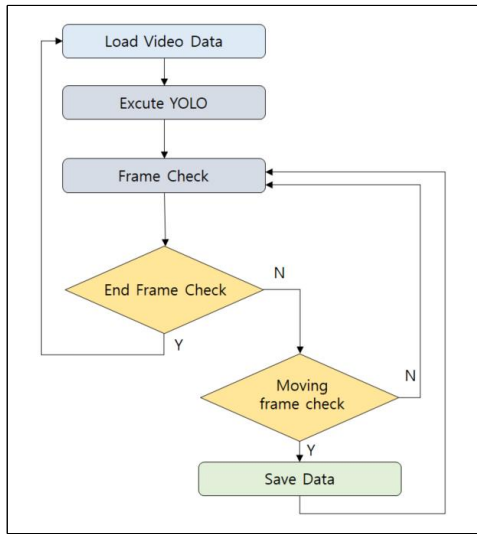 Load Video Data
Excute YOLO
Frame Check
End Frame Check
N
Y
Moving
frame check
N
Y
Save Data